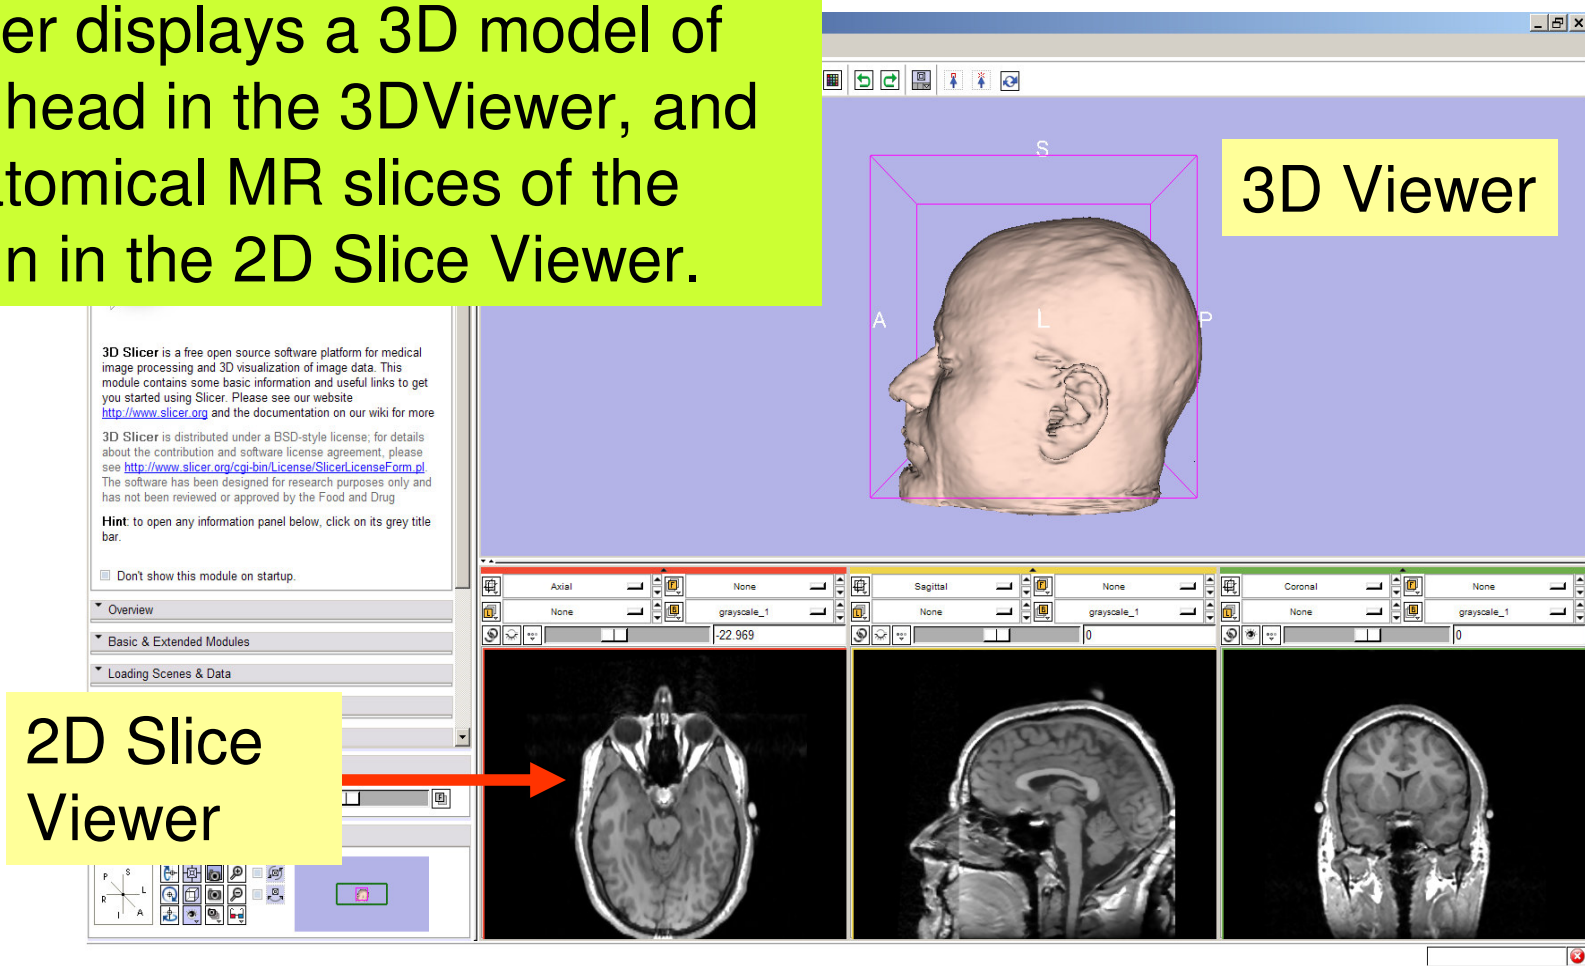 er displays a 3D model of
head in the 3DViewer, and
tomical MR slices of the
n in the 2D Slice Viewer.
3D Viewer
S
A
L
P
3D Slicer is a free open source software platform for medical
image processing and 3D visualization of image data. This
module contains some basic information and useful links to get
you started using Slicer. Please see our website
http://www.slicer.org and the documentation on our wiki for more
3D Slicer is distributed under a BSD-style license; for details
about the contribution and software license agreement, please
see http://www.slicer.org/cgi-bin/License/SlicerLicenseForm.pl.
The software has been designed for research purposes only and
has not been reviewed or approved by the Food and Drug
Hint: to open any information panel below, click on its grey title
bar.
Don't show this module on startup.
Overview
Basic & Extended Modules
Loading Scenes & Data
2D Slice
Viewer
Axial
F
None
L
None
B
grayscale_1
-22.969
Sagittal
F
None
L
None
B
grayscale_1
0
Coronal
F
None
L
None
B
grayscale_1
0
F
P
S
L
R
I
A